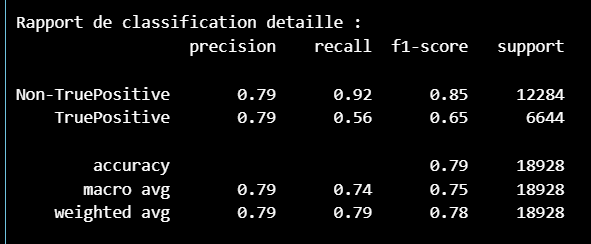 Rapport de classification detaille :
precision recall f1-score support
Non-TruePositive 0.79 0.92 0.85 12284
TruePositive 0.79 0.56 0.65 6644
accuracy 0.79 18928
macro avg 0.79 0.74 0.75 18928
weighted avg 0.79 0.79 0.78 18928